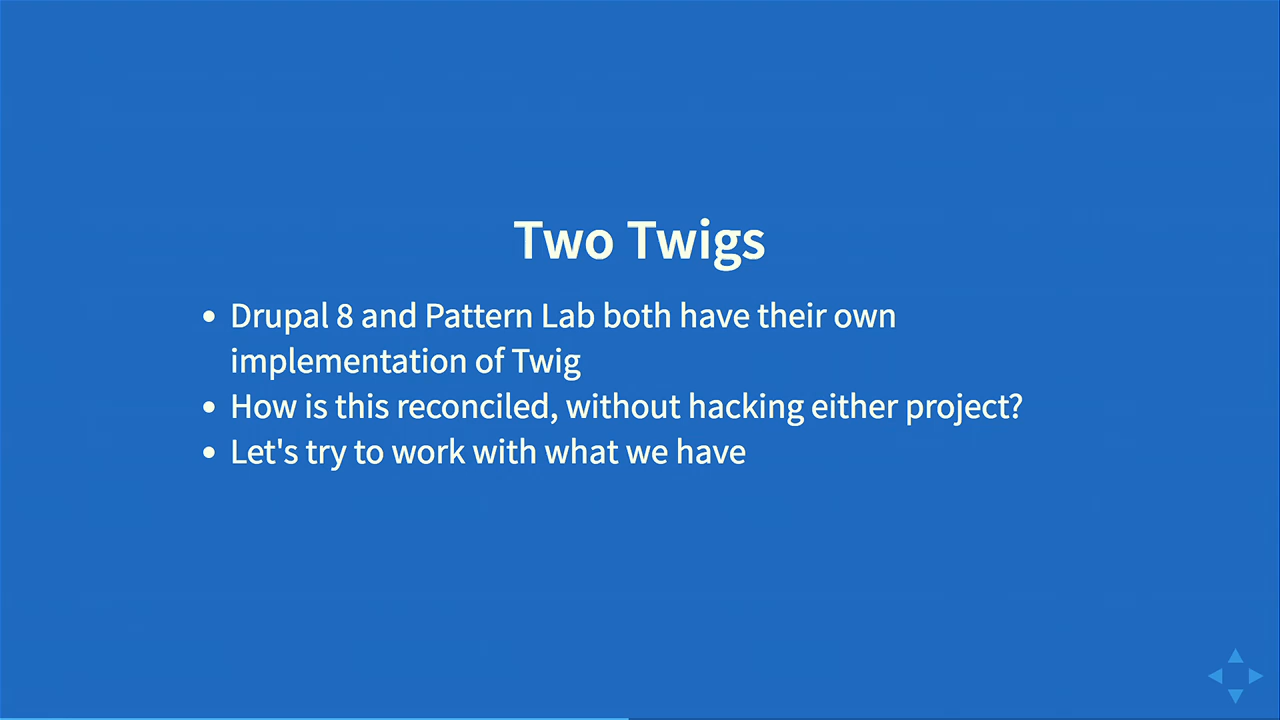 Two Twigs
• Drupal 8 and Pattern Lab both have their own
implementation of Twig
• How is this reconciled, without hacking either project?
• Let's try to work with what we have